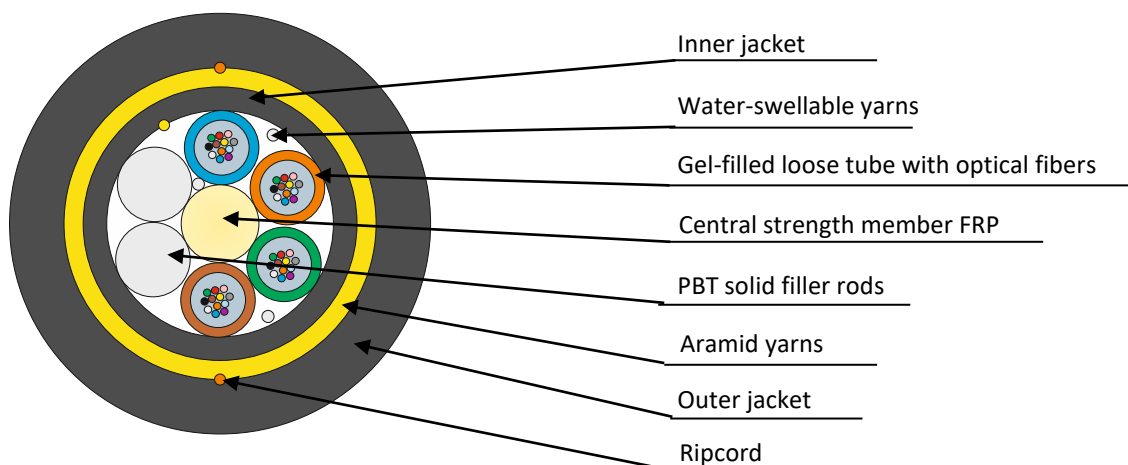 Inner jacket
Water-swellable yarns
Gel-filled loose tube with optical fibers
Central strength member FRP
PBT solid filler rods
Aramid yarns
Outer jacket
Ripcord